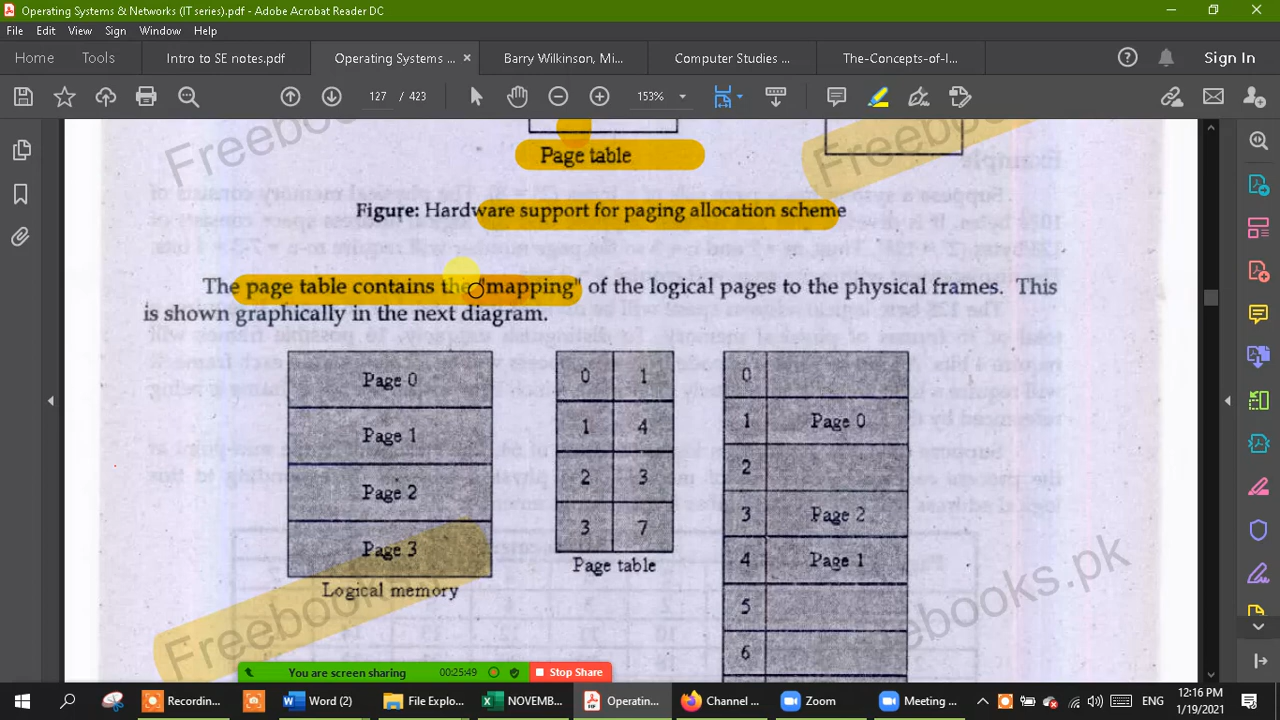 Operating Systems & Networks (IT series).pdf - Adobe Acrobat Reader DC
File Edit View Sign Window Help
Home Tools Intro to SE notes.pdf Operating Systems ... × Barry Wilkinson, Mi... Computer Studies ... The-Concepts-of-I... Sign In
127 / 423 153%
Page table
Figure: Hardware support for paging allocation scheme
The page table contains the "mapping" of the logical pages to the physical frames. This
is shown graphically in the next diagram.
Page 0
Page 1
Page 2
Page 3
Logical memory
0 1
1 4
2 3
3 7
Page table
0
1 Page 0
2
3 Page 2
4 Page 1
5
6
Freebooks
Freebooks.pk
Freebooks
You are screen sharing 00:25:49 Stop Share
Recording... Word (2) File Explo... NOVEMB... Operatin... Channel ... Zoom Meeting ... ENG 12:16 PM
1/19/2021